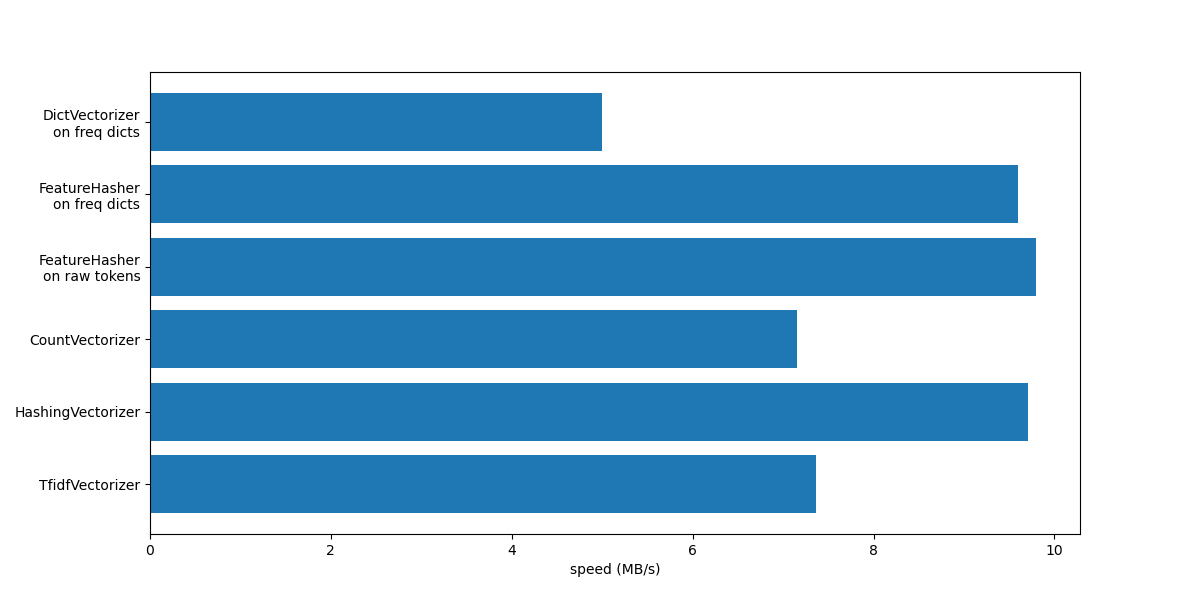 DictVectorizer
on freq dicts
FeatureHasher
on freq dicts
FeatureHasher
on raw tokens
CountVectorizer
HashingVectorizer
TfidfVectorizer
0 2 4 6 8 10
speed (MB/s)